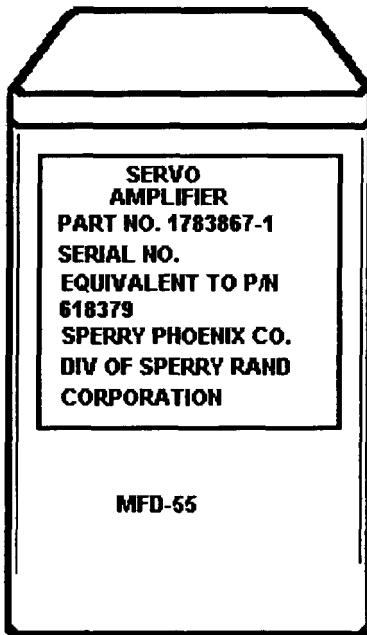 SERVO
AMPLIFIER
PART NO. 1783867-1
SERIAL NO.
EQUIVALENT TO P/N
618379
SPERRY PHOENIX CO.
DIV OF SPERRY RAND
CORPORATION
MFD-55